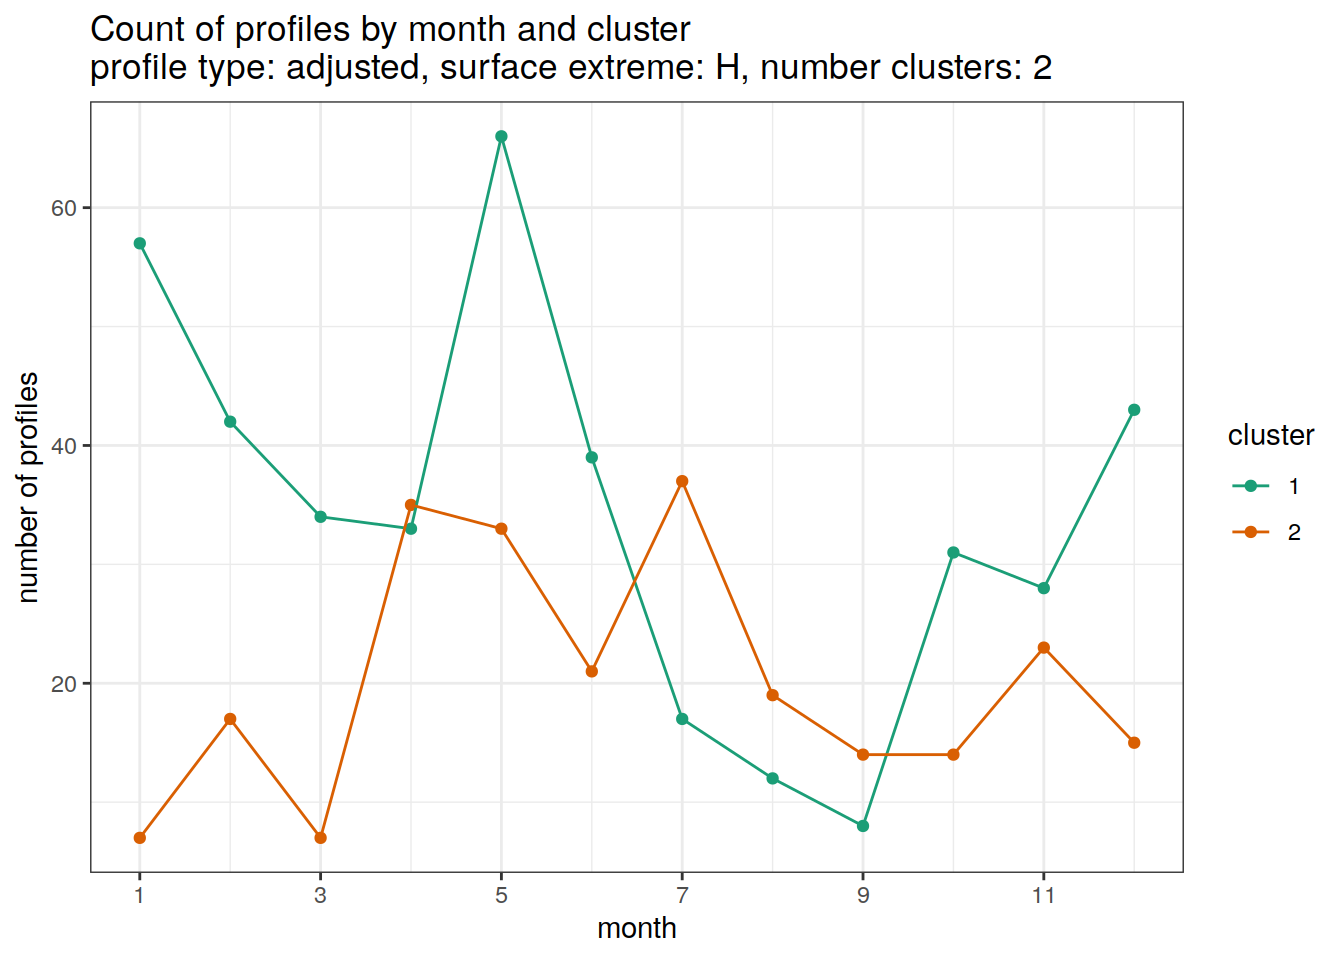 Count of profiles by month and cluster
profile type: adjusted, surface extreme: H, number clusters: 2
number of profiles
60
40
20
1 3 5 7 9 11
month
cluster
1
2